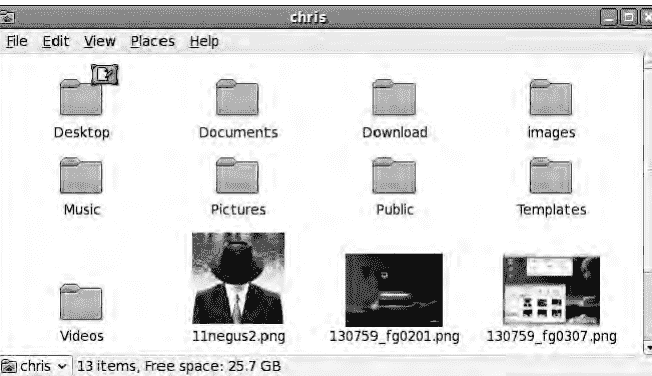 chris
File Edit View Places Help
Desktop Documents Download images
Music Pictures Public Templates
Videos 11negus2.png 130759_fg0201.png 130759_fg0307.png
chris 13 items, Free space: 25.7 GB